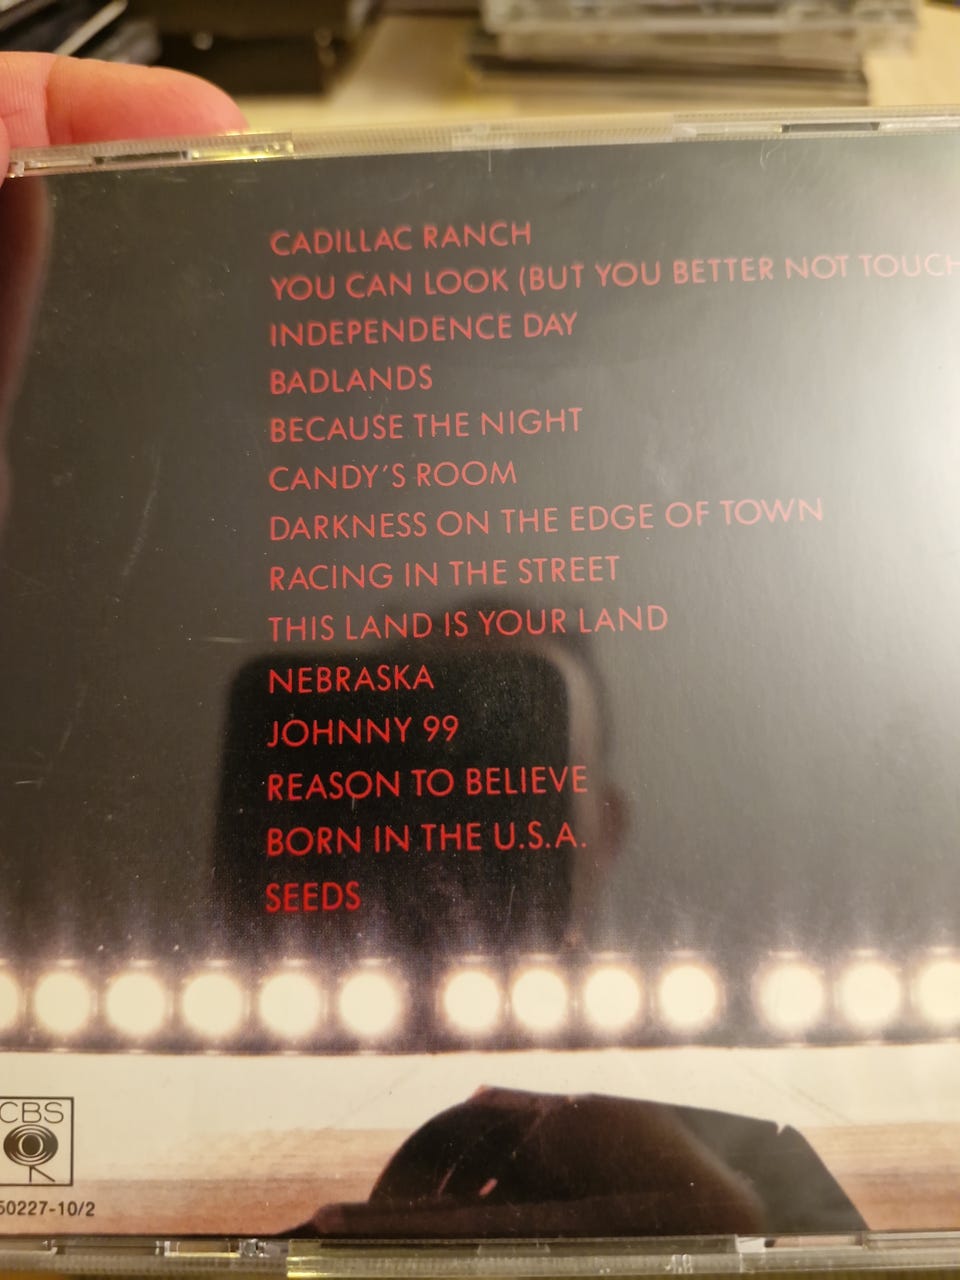 CADILLAC RANCH
YOU CAN LOOK (BUT YOU BETTER NOT TOUCH
INDEPENDENCE DAY
BADLANDS
BECAUSE THE NIGHT
CANDY'S ROOM
DARKNESS ON THE EDGE OF TOWN
RACING IN THE STREET
THIS LAND IS YOUR LAND
NEBRASKA
JOHNNY 99
REASON TO BELIEVE
BORN IN THE U.S.A.
SEEDS
CBS
50227-10/2